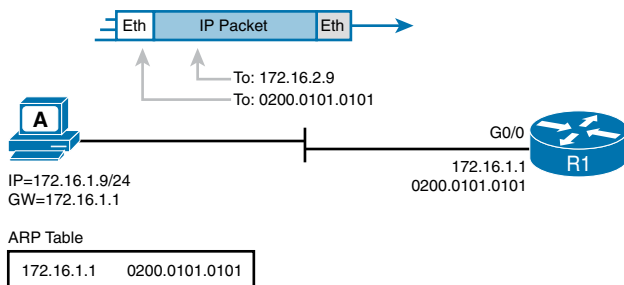 Eth IP Packet Eth
To: 172.16.2.9
To: 0200.0101.0101
A
G0/0
R1
172.16.1.1
0200.0101.0101
IP=172.16.1.9/24
GW=172.16.1.1
ARP Table
172.16.1.1 0200.0101.0101